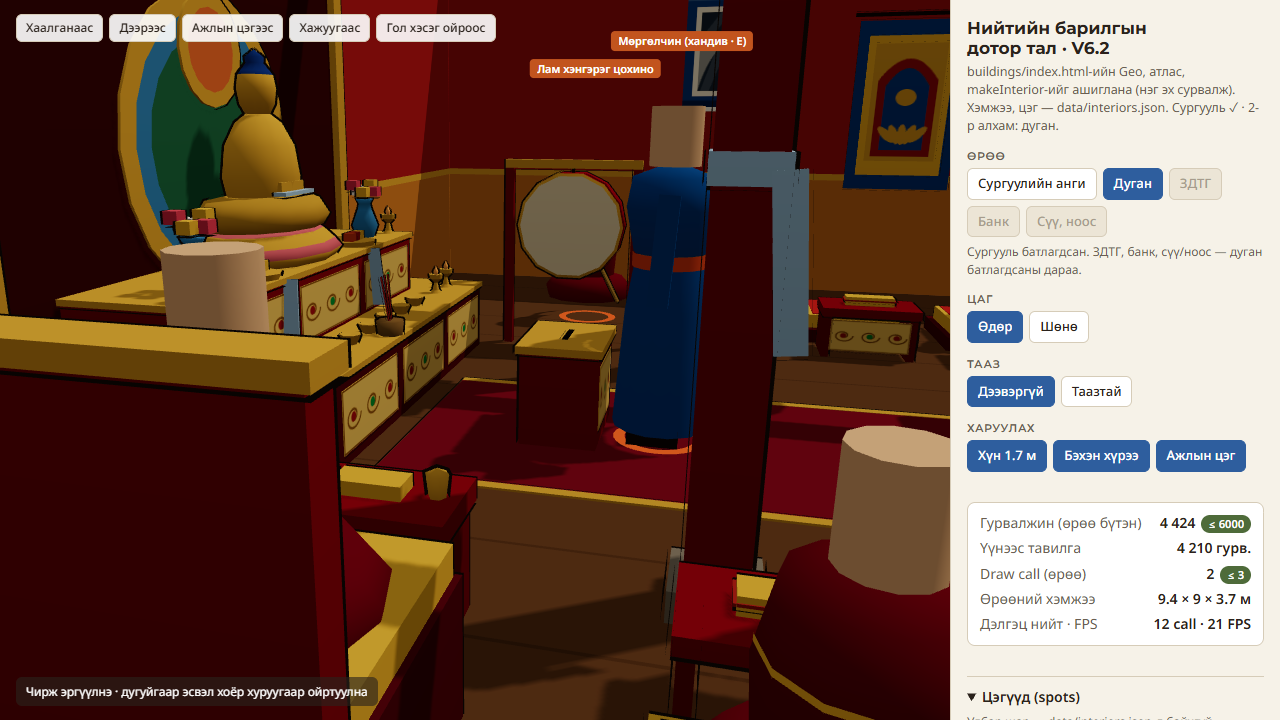 Хаалганаас
Дээрээс
Ажлын цэгээс
Хажуугаас
Гол хэсэг ойроос
Мөргөлчин (хандив · E)
Лам хэнгэрэг цохино
Чирж эргүүлнэ · дугуйгаар эсвэл хоёр хуруугаар ойртуулна
Нийтийн барилгын
дотор тал · V6.2
buildings/index.html-ийн Geo, атлас,
makeInterior-ийг ашиглана (нэг эх сурвалж).
Хэмжээ, цэг — data/interiors.json. Сургууль ✓ · 2-
р алхам: дуган.
ӨРӨӨ
Сургуулийн анги
Дуган
ЗДТГ
Банк
Сүү, ноос
Сургууль батлагдсан. ЗДТГ, банк, сүү/ноос — дуган
батлагдсаны дараа.
ЦАГ
Өдөр
Шөнө
ТААЗ
Дээвэргүй
Таазтай
ХАРУУЛАХ
Хүн 1.7 м
Бэхэн хүрээ
Ажлын цэг
Гурвалжин (өрөө бүтэн) 4 424 ≤ 6000
Үүнээс тавилга 4 210 гурв.
Draw call (өрөө) 2 ≤ 3
Өрөөний хэмжээ 9.4 × 9 × 3.7 м
Дэлгэц нийт · FPS 12 call · 21 FPS
▼ Цэгүүд (spots)